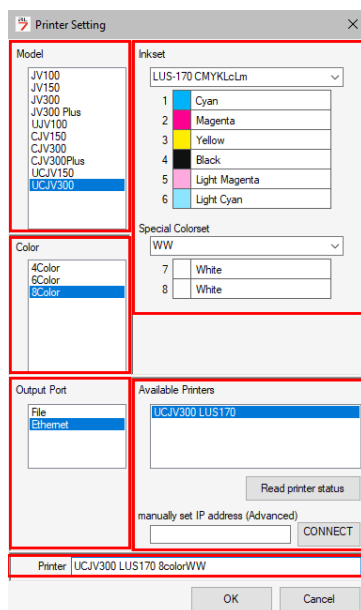 Printer Setting
Model
JV100
JV150
JV300
JV300 Plus
UJV100
CJV150
CJV300
CJV300Plus
UCJV150
UCJV300
Inkset
LUS-170 CMYKLcLm
1 Cyan
2 Magenta
3 Yellow
4 Black
5 Light Magenta
6 Light Cyan
Special Colorset
WW
7 White
8 White
Color
4Color
6Color
8Color
Output Port
File
Ethernet
Available Printers
UCJV300 LUS170
Read printer status
manually set IP address (Advanced)
CONNECT
Printer UCJV300 LUS170 8colorWW
OK Cancel